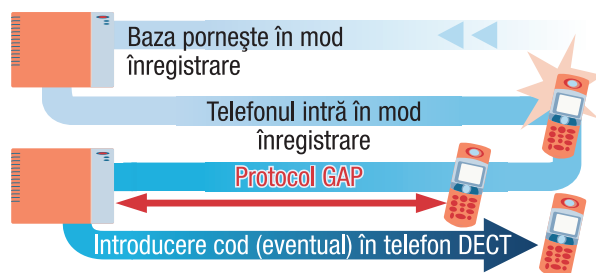 Baza porneşte în mod
înregistrare
Telefonul intră în mod
înregistrare
Protocol GAP
Introducere cod (eventual) în telefon DECT